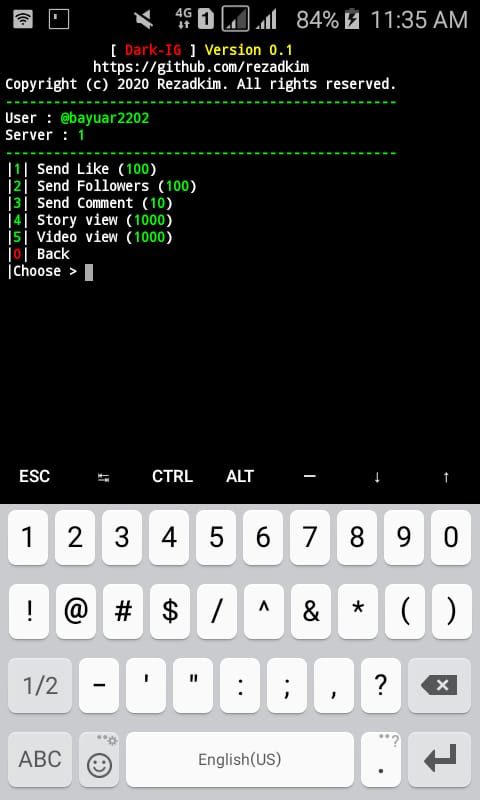 4G 1 84% 11:35 AM
[ Dark-IG ] Version 0.1
https://github.com/rezadkim
Copyright (c) 2020 Rezadkim. All rights reserved.
-------------------------------------------------
User : @bayuar2202
Server : 1
-------------------------------------------------
|1| Send Like (100)
|2| Send Followers (100)
|3| Send Comment (10)
|4| Story view (1000)
|5| Video view (1000)
|0| Back
|Choose >
ESC ↹ CTRL ALT — ↓ ↑
1 2 3 4 5 6 7 8 9 0
! @ # $ / ^ & * ( )
1/2 - ' " : ; , ?
ABC English(US) . ?